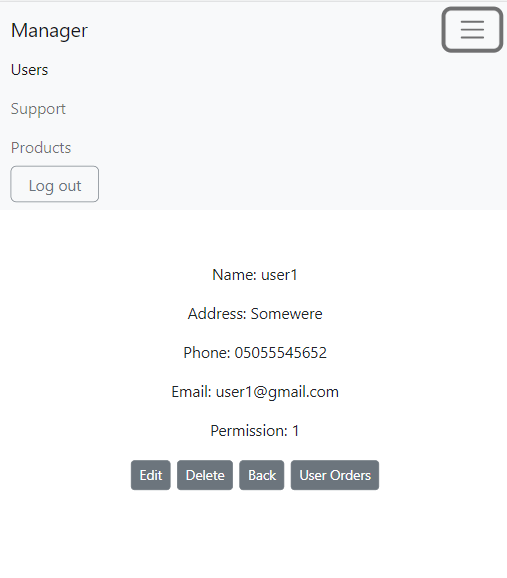 Manager
Users
Support
Products
Log out
Name: user1
Address: Somewere
Phone: 05055545652
Email: user1@gmail.com
Permission: 1
Edit Delete Back User Orders